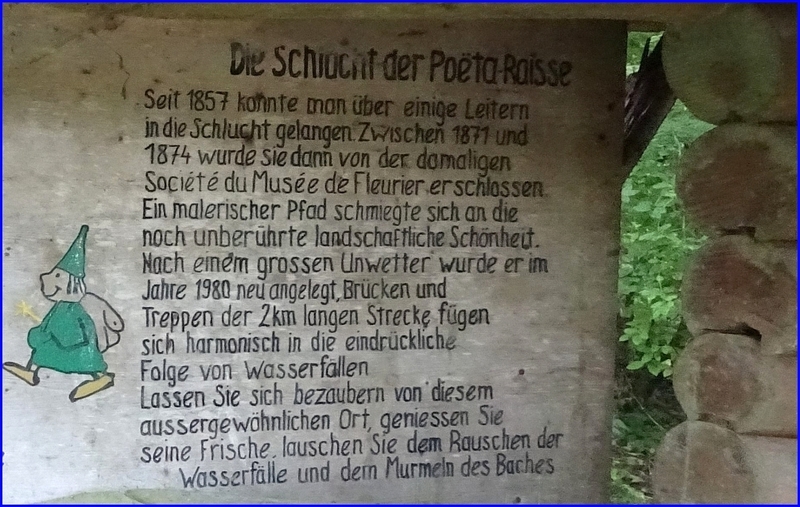 Die Schlucht der Poëta-Raisse
Seit 1857 konnte man über einige Leitern
in die Schlucht gelangen. Zwischen 1871 und
1874 wurde sie dann von der damaligen
Société du Musée de Fleurier erschlossen
Ein malerischer Pfad schmiegte sich an die
noch unberührte landschaftliche Schönheit.
Nach einem grossen Unwetter wurde er im
Jahre 1980 neu angelegt, Brücken und
Treppen der 2km langen Strecke fügen
sich harmonisch in die eindrückliche
Folge von Wasserfällen
Lassen Sie sich bezaubern von diesem
aussergewöhnlichen Ort, geniessen Sie
seine Frische, lauschen Sie dem Rauschen der
Wasserfälle und dem Murmeln des Baches